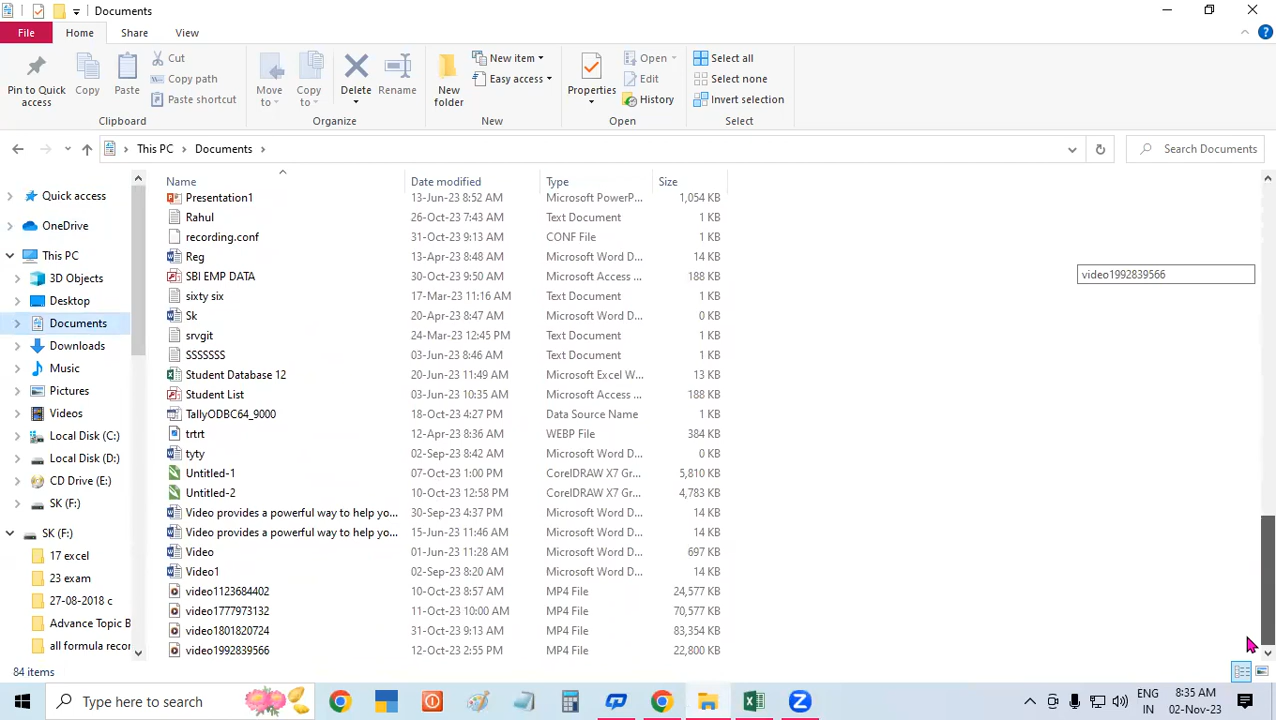 Documents
File Home Share View
Pin to Quick access
Copy
Paste
Cut
Copy path
Paste shortcut
Clipboard
Move to
Copy to
Delete
Rename
Organize
New folder
New item
Easy access
New
Properties
Open
Edit
History
Open
Select all
Select none
Invert selection
Select
This PC Documents
Search Documents
Quick access
OneDrive
This PC
3D Objects
Desktop
Documents
Downloads
Music
Pictures
Videos
Local Disk (C:)
Local Disk (D:)
CD Drive (E:)
SK (F:)
SK (F:)
17 excel
23 exam
27-08-2018 c
Advance Topic B
all formula recor
Name Date modified Type Size
Presentation1 13-Jun-23 8:52 AM Microsoft PowerP... 1,054 KB
Rahul 26-Oct-23 7:43 AM Text Document 1 KB
recording.conf 31-Oct-23 9:13 AM CONF File 1 KB
Reg 13-Apr-23 8:48 AM Microsoft Word D... 14 KB
SBI EMP DATA 30-Oct-23 9:50 AM Microsoft Access ... 188 KB
sixty six 17-Mar-23 11:16 AM Text Document 1 KB
Sk 20-Apr-23 8:47 AM Microsoft Word D... 0 KB
srvgit 24-Mar-23 12:45 PM Text Document 1 KB
SSSSSSS 03-Jun-23 8:46 AM Text Document 1 KB
Student Database 12 20-Jun-23 11:49 AM Microsoft Excel W... 13 KB
Student List 03-Jun-23 10:35 AM Microsoft Access ... 188 KB
TallyODBC64_9000 18-Oct-23 4:27 PM Data Source Name 1 KB
trtrt 12-Apr-23 8:36 AM WEBP File 384 KB
tyty 02-Sep-23 8:42 AM Microsoft Word D... 0 KB
Untitled-1 07-Oct-23 1:00 PM CorelDRAW X7 Gr... 5,810 KB
Untitled-2 10-Oct-23 12:58 PM CorelDRAW X7 Gr... 4,783 KB
Video provides a powerful way to help yo... 30-Sep-23 4:37 PM Microsoft Word D... 14 KB
Video provides a powerful way to help yo... 15-Jun-23 11:46 AM Microsoft Word D... 14 KB
Video 01-Jun-23 11:28 AM Microsoft Word D... 697 KB
Video1 02-Sep-23 8:20 AM Microsoft Word D... 14 KB
video1123684402 10-Oct-23 8:57 AM MP4 File 24,577 KB
video1777973132 11-Oct-23 10:00 AM MP4 File 70,577 KB
video1801820724 31-Oct-23 9:13 AM MP4 File 83,354 KB
video1992839566 12-Oct-23 2:55 PM MP4 File 22,800 KB
video1992839566
84 items
Type here to search
ENG
IN
8:35 AM
02-Nov-23